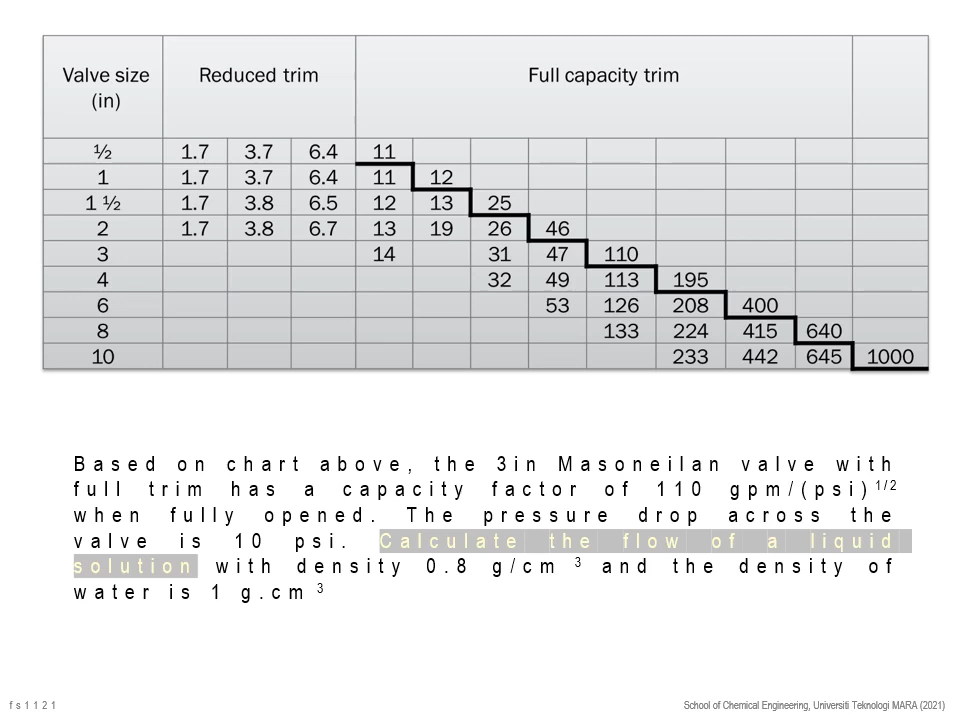 Valve size Reduced trim Full capacity trim
(in)
½ 1.7 3.7 6.4 11
1 1.7 3.7 6.4 11 12
1 ½ 1.7 3.8 6.5 12 13 25
2 1.7 3.8 6.7 13 19 26 46
3 14 31 47 110
4 32 49 113 195
6 53 126 208 400
8 133 224 415 640
10 233 442 645 1000
Based on chart above, the 3in Masoneilan valve with
full trim has a capacity factor of 110 gpm/(psi)1/2
when fully opened. The pressure drop across the
valve is 10 psi. Calculate the flow of a liquid
solution with density 0.8 g/cm 3 and the density of
water is 1 g.cm 3
fs1121 School of Chemical Engineering, Universiti Teknologi MARA (2021)